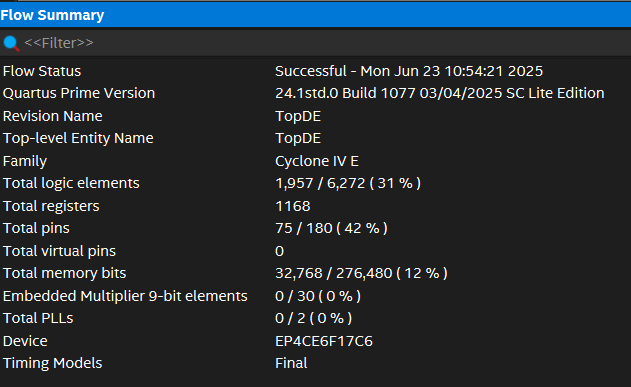 Flow Summary
<<Filter>>
Flow Status Successful - Mon Jun 23 10:54:21 2025
Quartus Prime Version 24.1std.0 Build 1077 03/04/2025 SC Lite Edition
Revision Name TopDE
Top-level Entity Name TopDE
Family Cyclone IV E
Total logic elements 1,957 / 6,272 ( 31 % )
Total registers 1168
Total pins 75 / 180 ( 42 % )
Total virtual pins 0
Total memory bits 32,768 / 276,480 ( 12 % )
Embedded Multiplier 9-bit elements 0 / 30 ( 0 % )
Total PLLs 0 / 2 ( 0 % )
Device EP4CE6F17C6
Timing Models Final